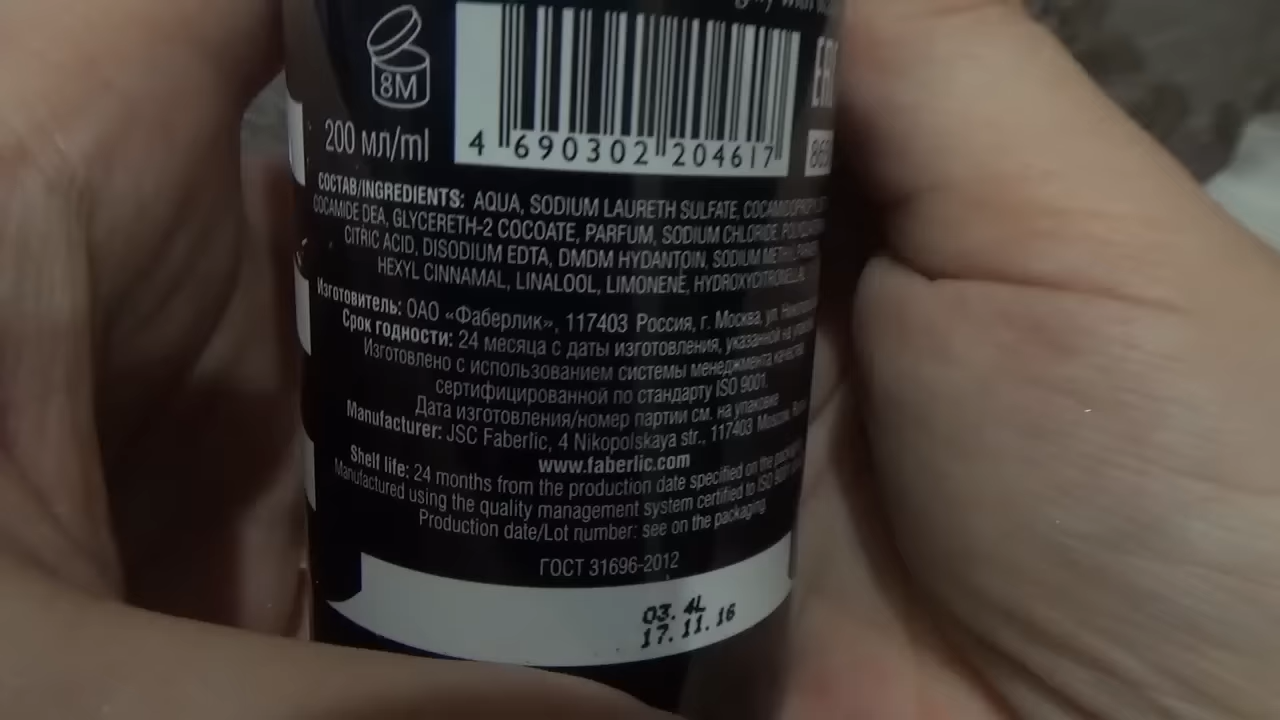 8M
EAC
200 мл/ml
4 690302 204617
СОСТАВ/INGREDIENTS: AQUA, SODIUM LAURETH SULFATE,
COCAMIDE DEA, GLYCERETH-2 COCOATE, PARFUM, SODIUM CHLORIDE,
CITRIC ACID, DISODIUM EDTA, DMDM HYDANTOIN, SODIUM
HEXYL CINNAMAL, LINALOOL, LIMONENE,
Изготовитель: ОАО «Фаберлик», 117403 Россия, г. Москва, ул.
Срок годности: 24 месяца с даты изготовления, указанной на
Изготовлено с использованием системы менеджмента качества,
сертифицированной по стандарту ISO 9001.
Дата изготовления/номер партии см. на упаковке
Manufacturer: JSC Faberlic, 4 Nikopolskaya str., 117403 Moscow,
www.faberlic.com
Shelf life: 24 months from the production date specified on the
Manufactured using the quality management system certified to ISO 9001
Production date/Lot number: see on the packaging
ГОСТ 31696-2012
03. 4L
17. 11. 16